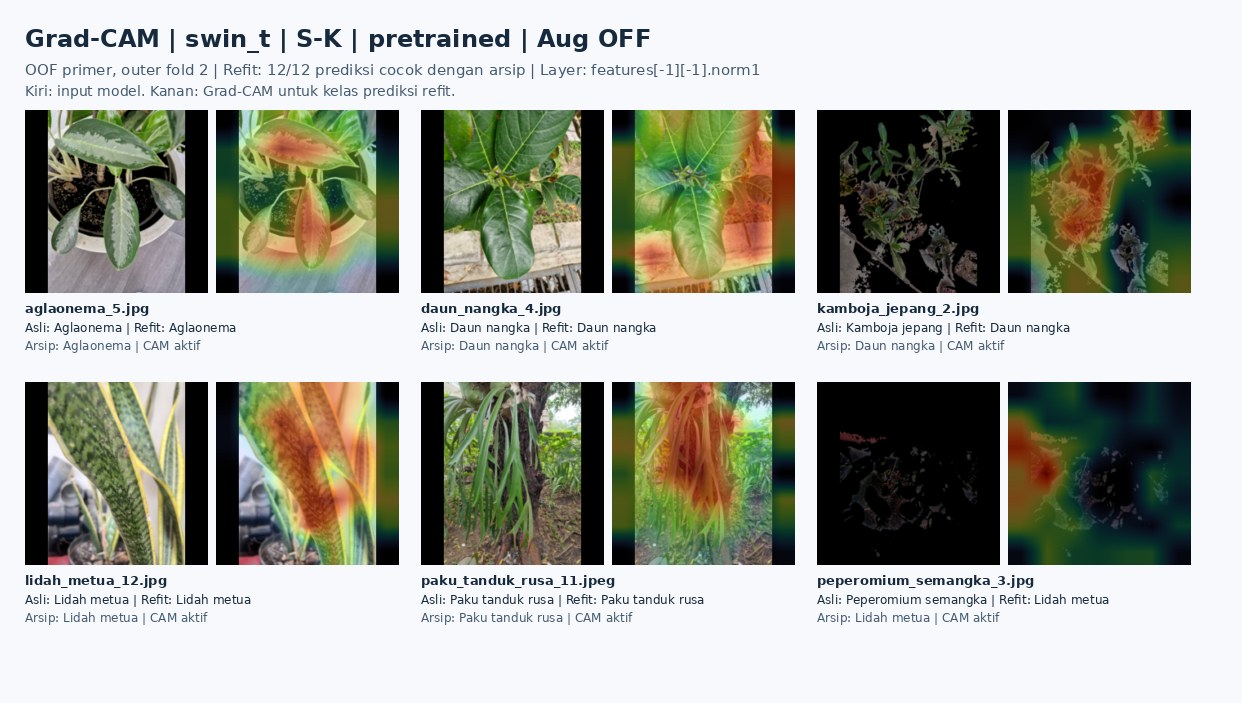 Grad-CAM | swin_t | S-K | pretrained | Aug OFF
OOF primer, outer fold 2 | Refit: 12/12 prediksi cocok dengan arsip | Layer: features[-1][-1].norm1
Kiri: input model. Kanan: Grad-CAM untuk kelas prediksi refit.
aglaonema_5.jpg
Asli: Aglaonema | Refit: Aglaonema
Arsip: Aglaonema | CAM aktif
daun_nangka_4.jpg
Asli: Daun nangka | Refit: Daun nangka
Arsip: Daun nangka | CAM aktif
kamboja_jepang_2.jpg
Asli: Kamboja jepang | Refit: Daun nangka
Arsip: Daun nangka | CAM aktif
lidah_metua_12.jpg
Asli: Lidah metua | Refit: Lidah metua
Arsip: Lidah metua | CAM aktif
paku_tanduk_rusa_11.jpeg
Asli: Paku tanduk rusa | Refit: Paku tanduk rusa
Arsip: Paku tanduk rusa | CAM aktif
peperomium_semangka_3.jpg
Asli: Peperomium semangka | Refit: Lidah metua
Arsip: Lidah metua | CAM aktif